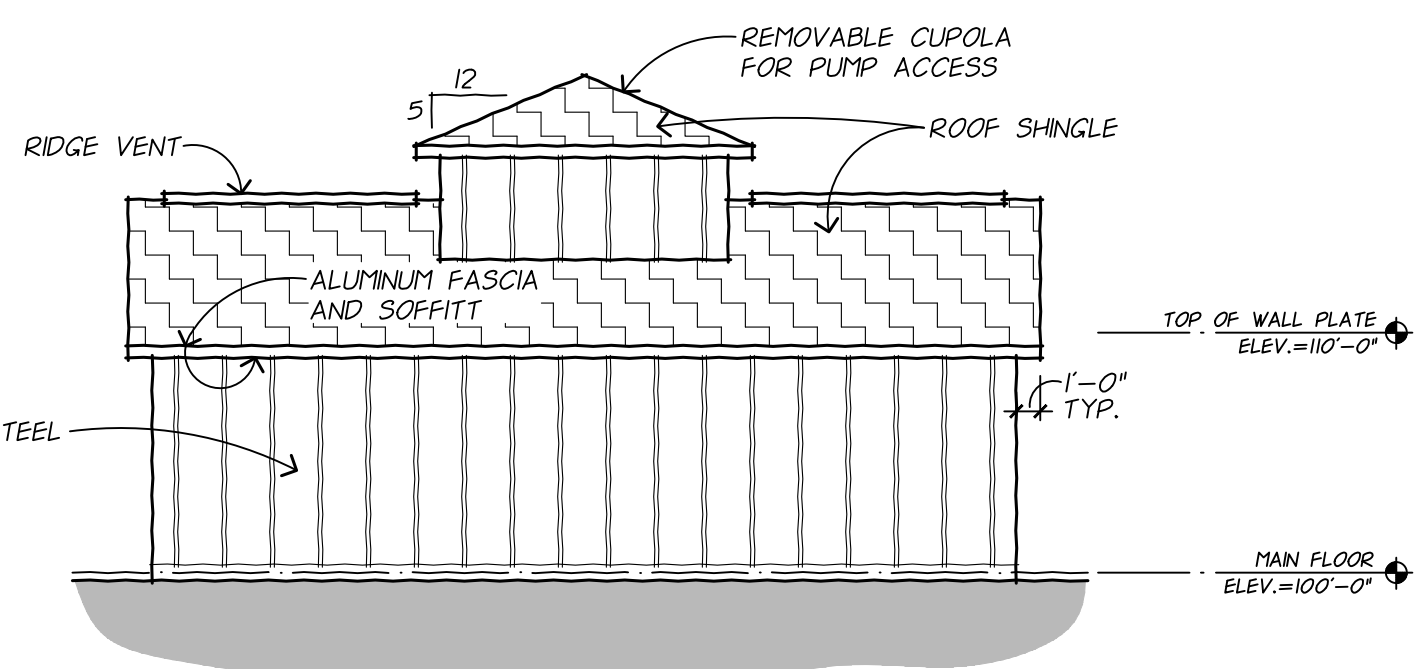 REMOVABLE CUPOLA
FOR PUMP ACCESS
12
5
ROOF SHINGLE
RIDGE VENT
ALUMINUM FASCIA
AND SOFFITT
TOP OF WALL PLATE
ELEV.=110'-0"
1'-0"
TYP.
TEEL
MAIN FLOOR
ELEV.=100'-0"